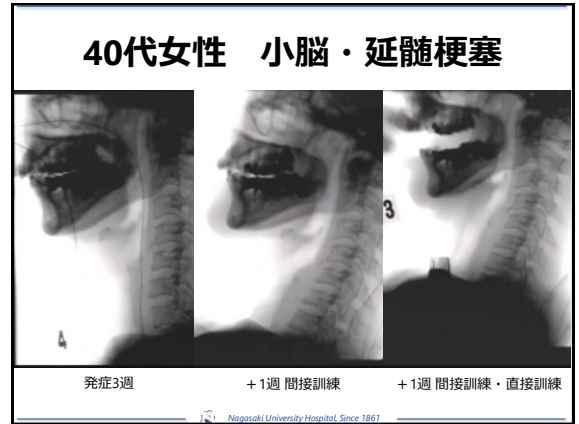 40代女性 小脳・延髄梗塞
4
3
発症3週
+1週 間接訓練
+1週 間接訓練・直接訓練
Nagasaki University Hospital, Since 1861